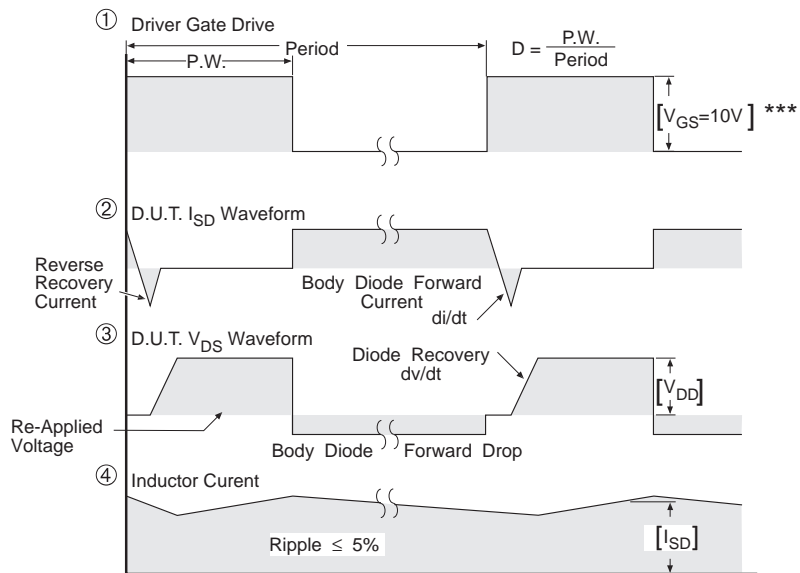 ① Driver Gate Drive
P.W.
Period
D = P.W.
Period
[VGS=10V] ***
② D.U.T. ISD Waveform
Reverse
Recovery
Current
Body Diode Forward
Current
di/dt
③ D.U.T. VDS Waveform
Diode Recovery
dv/dt
[VDD]
Re-Applied
Voltage
Body Diode Forward Drop
④ Inductor Curent
Ripple ≤ 5%
[ISD]